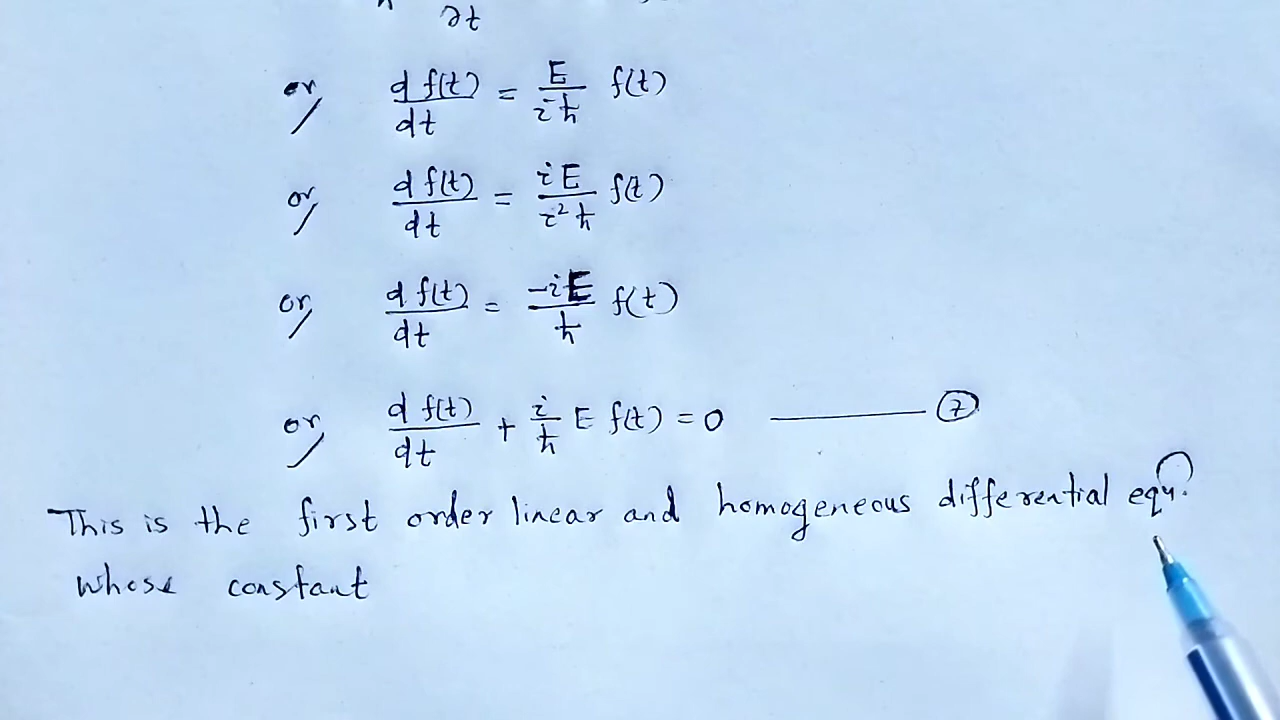 ∂t
or, d f(t)/dt = E/iħ f(t)
or, d f(t)/dt = iE/i²ħ f(t)
or, d f(t)/dt = -iE/ħ f(t)
or, d f(t)/dt + i/ħ E f(t) = 0 ——— ⑦
This is the first order linear and homogeneous differential equⁿ.
whose constant